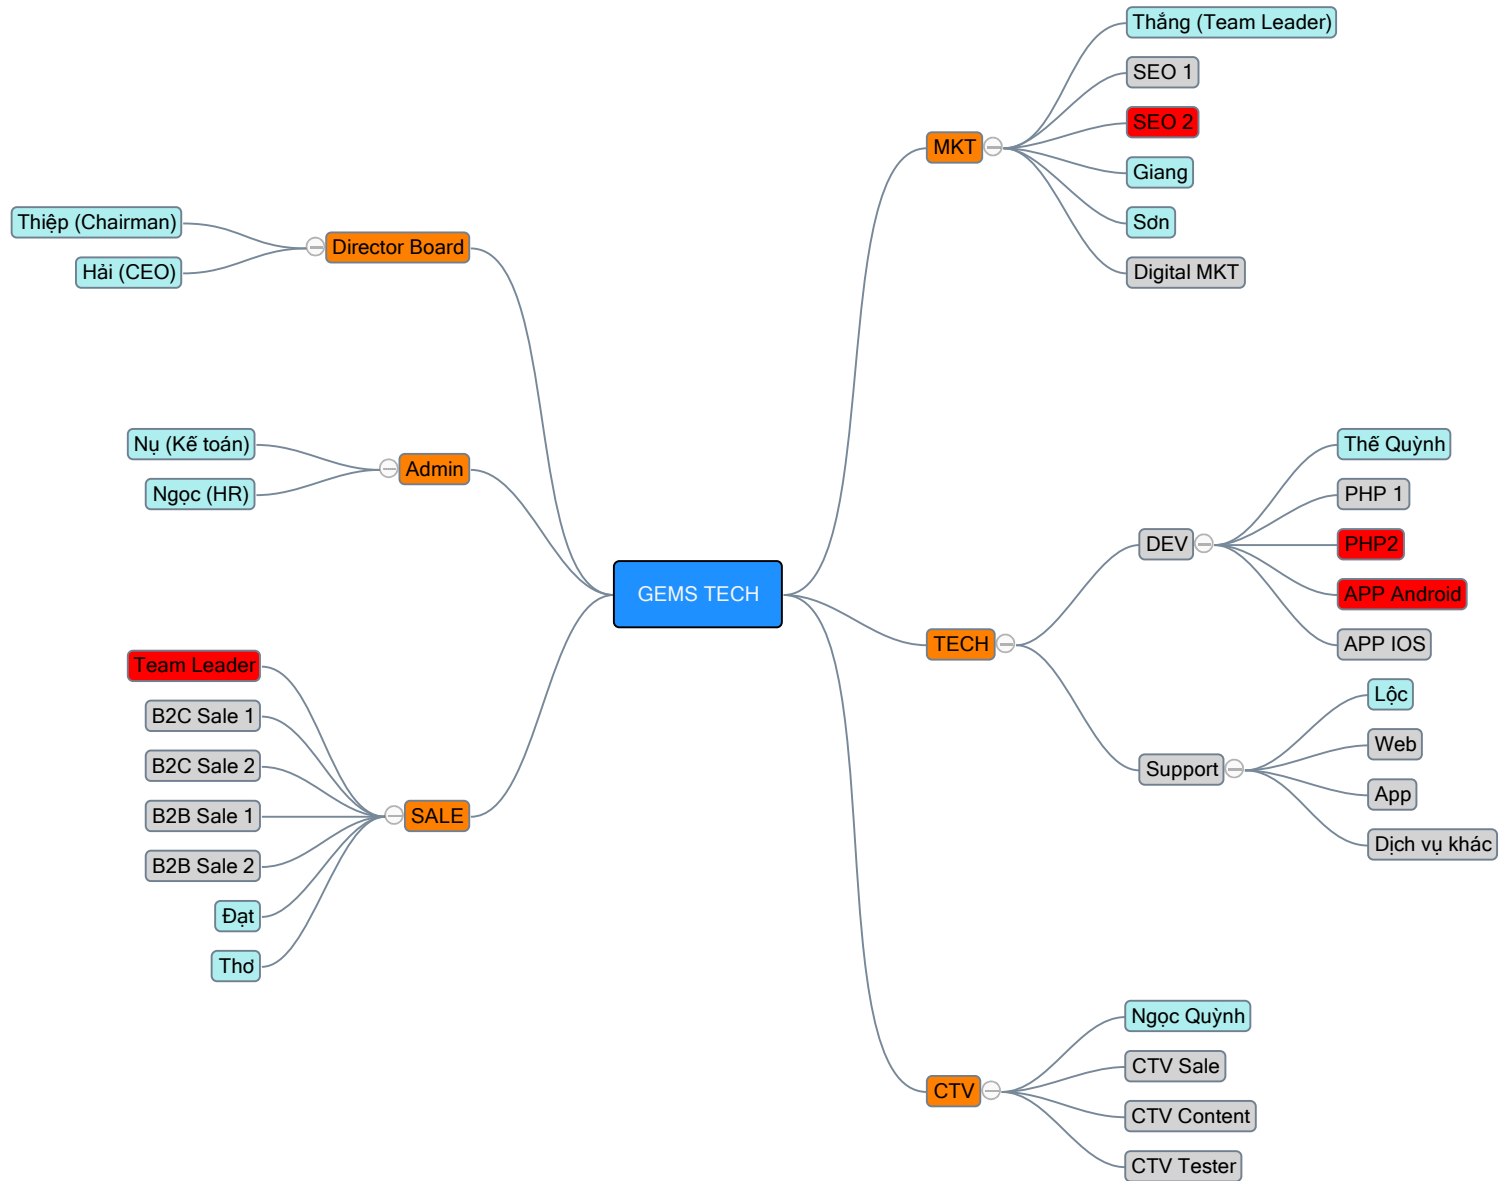 GEMS TECH
Director Board
Thiệp (Chairman)
Hải (CEO)
Admin
Nụ (Kế toán)
Ngọc (HR)
SALE
Team Leader
B2C Sale 1
B2C Sale 2
B2B Sale 1
B2B Sale 2
Đạt
Thơ
MKT
Thắng (Team Leader)
SEO 1
SEO 2
Giang
Sơn
Digital MKT
TECH
DEV
Thế Quỳnh
PHP 1
PHP2
APP Android
APP IOS
Support
Lộc
Web
App
Dịch vụ khác
CTV
Ngọc Quỳnh
CTV Sale
CTV Content
CTV Tester